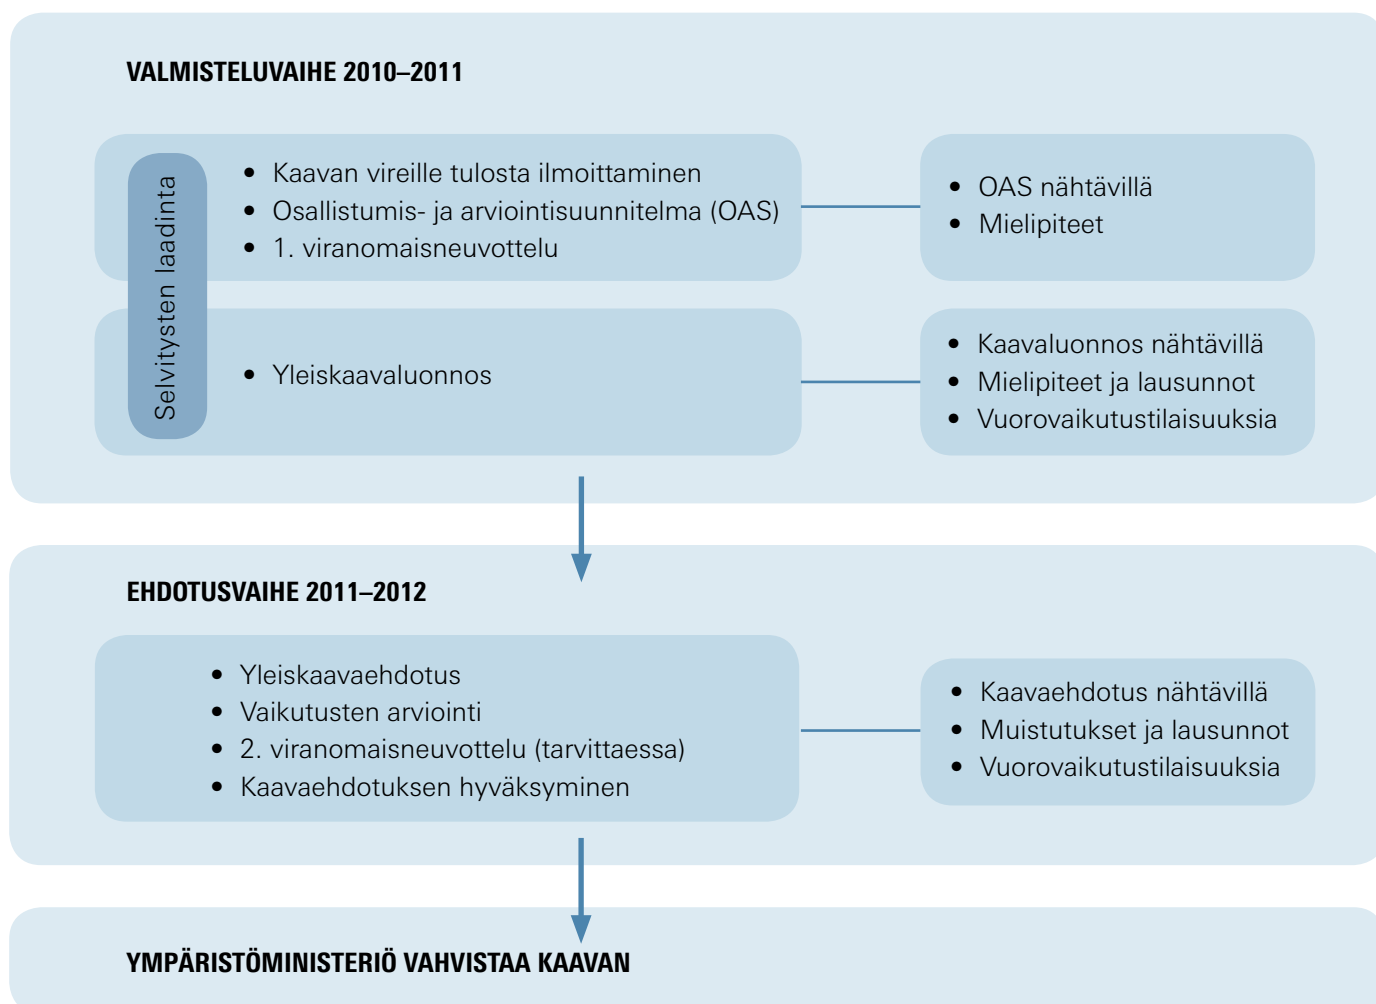 VALMISTELUVAIHE 2010–2011
Selvitysten laadinta
• Kaavan vireille tulosta ilmoittaminen
• Osallistumis- ja arviointisuunnitelma (OAS)
• 1. viranomaisneuvottelu
• OAS nähtävillä
• Mielipiteet
• Yleiskaavaluonnos
• Kaavaluonnos nähtävillä
• Mielipiteet ja lausunnot
• Vuorovaikutustilaisuuksia
EHDOTUSVAIHE 2011–2012
• Yleiskaavaehdotus
• Vaikutusten arviointi
• 2. viranomaisneuvottelu (tarvittaessa)
• Kaavaehdotuksen hyväksyminen
• Kaavaehdotus nähtävillä
• Muistutukset ja lausunnot
• Vuorovaikutustilaisuuksia
YMPÄRISTÖMINISTERIÖ VAHVISTAA KAAVAN